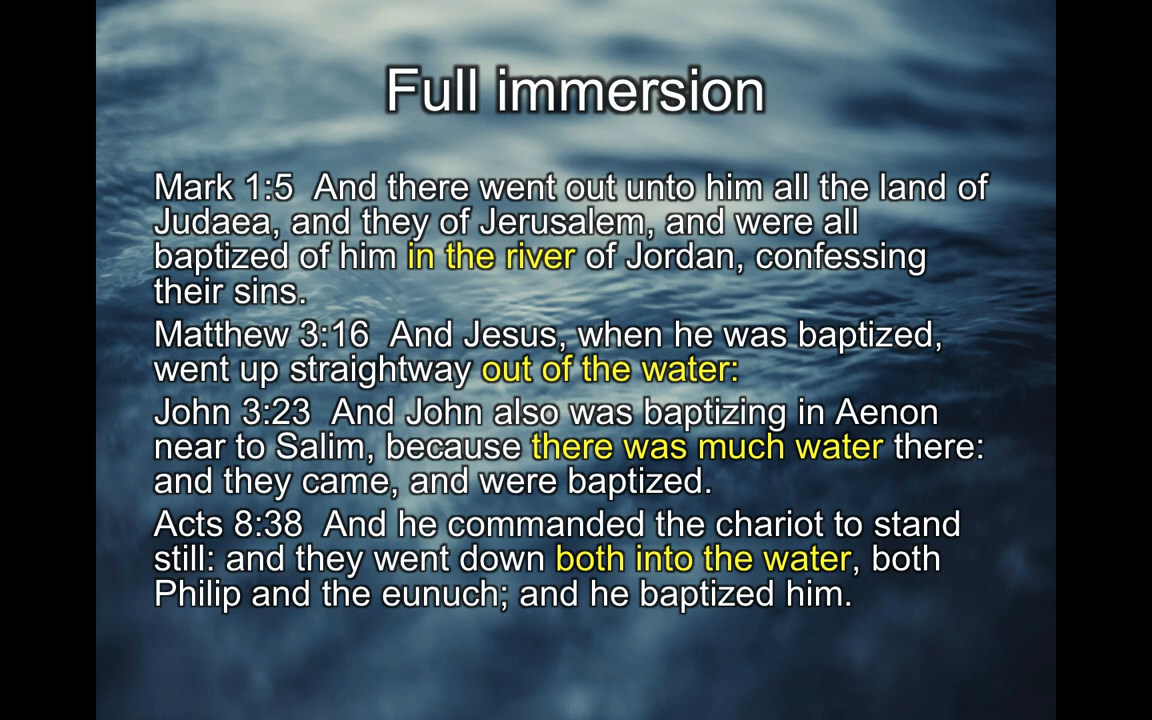 Full immersion
Mark 1:5  And there went out unto him all the land of
Judaea, and they of Jerusalem, and were all
baptized of him in the river of Jordan, confessing
their sins.
Matthew 3:16  And Jesus, when he was baptized,
went up straightway out of the water:
John 3:23  And John also was baptizing in Aenon
near to Salim, because there was much water there:
and they came, and were baptized.
Acts 8:38  And he commanded the chariot to stand
still: and they went down both into the water, both
Philip and the eunuch; and he baptized him.